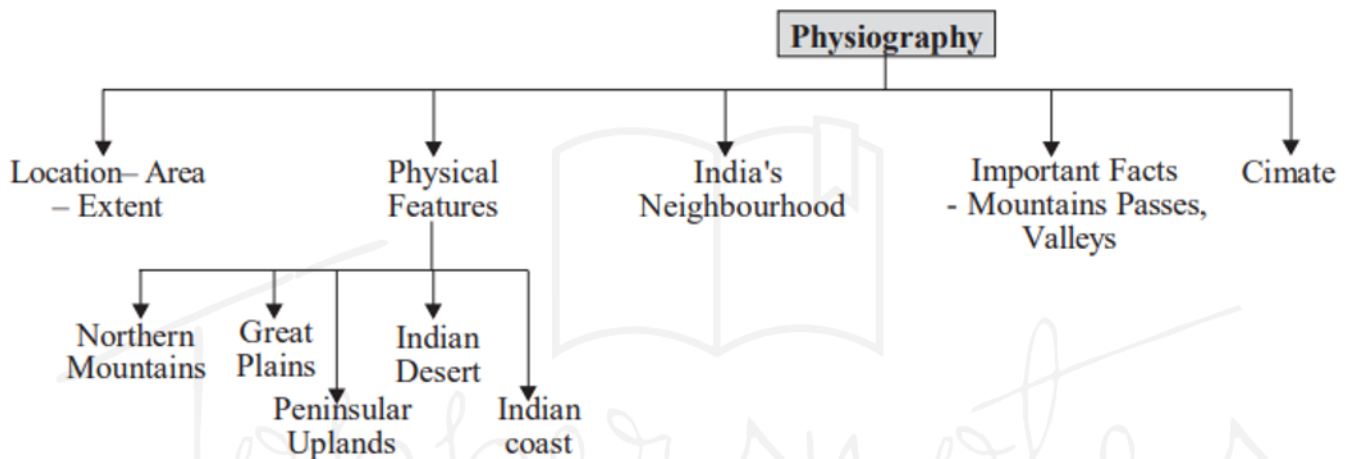 Physiography
Location– Area
– Extent
Physical
Features
India's
Neighbourhood
Important Facts
- Mountains Passes,
Valleys
Cimate
Northern
Mountains
Great
Plains
Peninsular
Uplands
Indian
Desert
Indian
coast